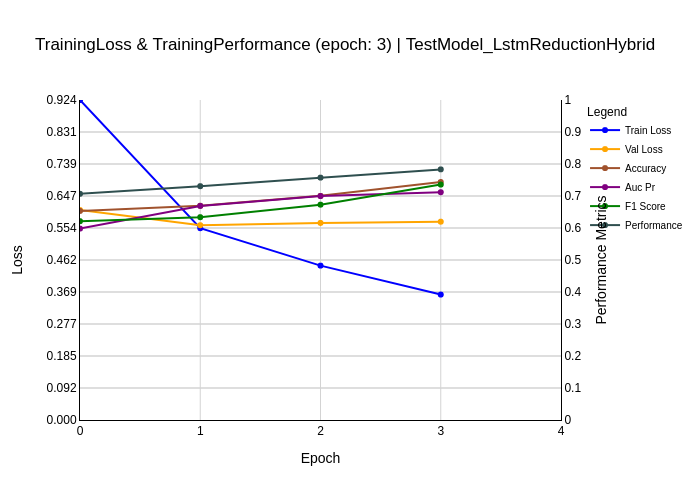 TrainingLoss & TrainingPerformance (epoch: 3) | TestModel_LstmReductionHybrid
0.924
0.831
0.739
0.647
0.554
0.462
0.369
0.277
0.185
0.092
0.000
Loss
0
1
2
3
4
Epoch
1
0.9
0.8
0.7
0.6
0.5
0.4
0.3
0.2
0.1
0
Performance Metrics
Legend
Train Loss
Val Loss
Accuracy
Auc Pr
F1 Score
Performance